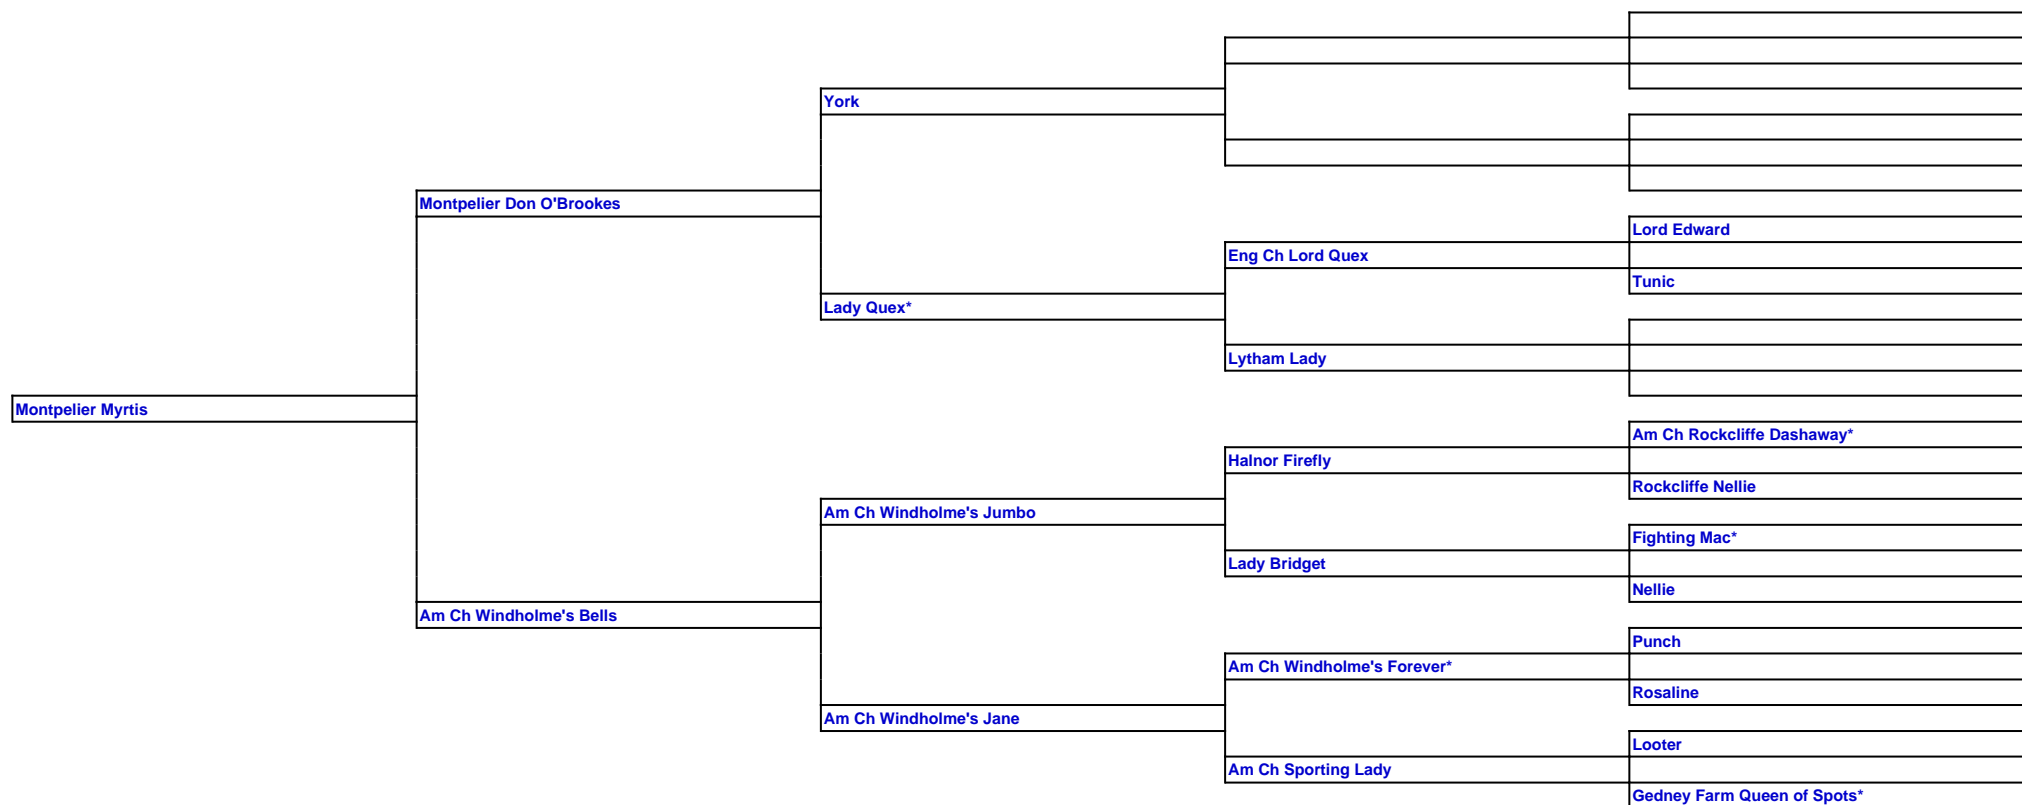 York
Montpelier Don O'Brookes
Lord Edward
Eng Ch Lord Quex
Tunic
Lady Quex*
Lytham Lady
Montpelier Myrtis
Am Ch Rockcliffe Dashaway*
Halnor Firefly
Rockcliffe Nellie
Am Ch Windholme's Jumbo
Fighting Mac*
Lady Bridget
Nellie
Am Ch Windholme's Bells
Punch
Am Ch Windholme's Forever*
Rosaline
Am Ch Windholme's Jane
Looter
Am Ch Sporting Lady
Gedney Farm Queen of Spots*